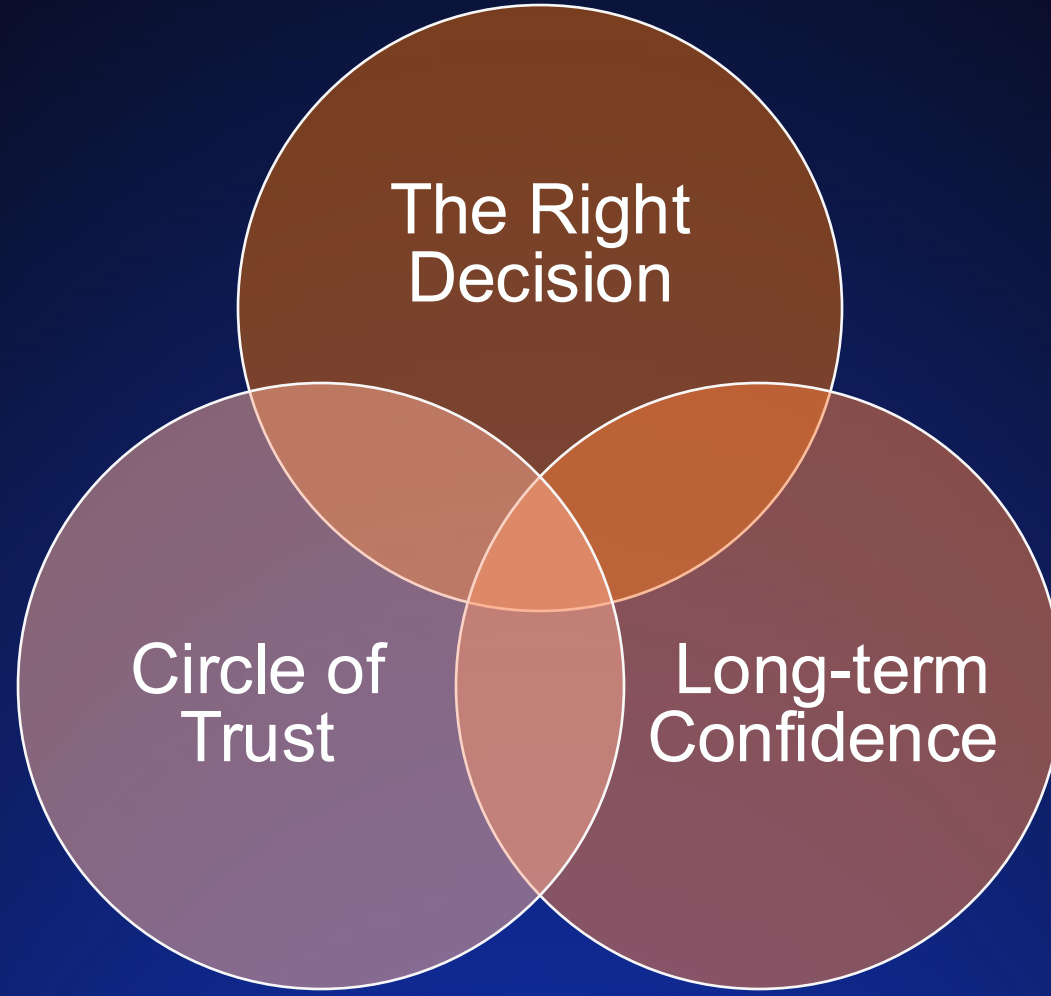 The Right
Decision
Circle of
Trust
Long-term
Confidence